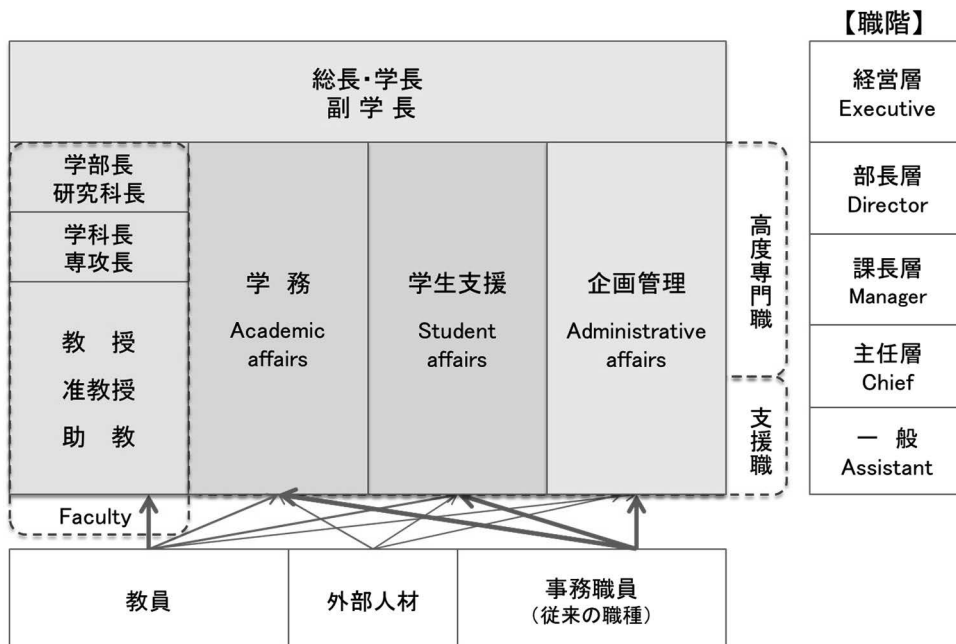 【職階】
総長・学長
副 学 長
学部長
研究科長
学科長
専攻長
教　授
准教授
助　教
Faculty
学 務
Academic
affairs
学生支援
Student
affairs
企画管理
Administrative
affairs
高度専門職
支援職
経営層
Executive
部長層
Director
課長層
Manager
主任層
Chief
一 般
Assistant
教員
外部人材
事務職員
（従来の職種）